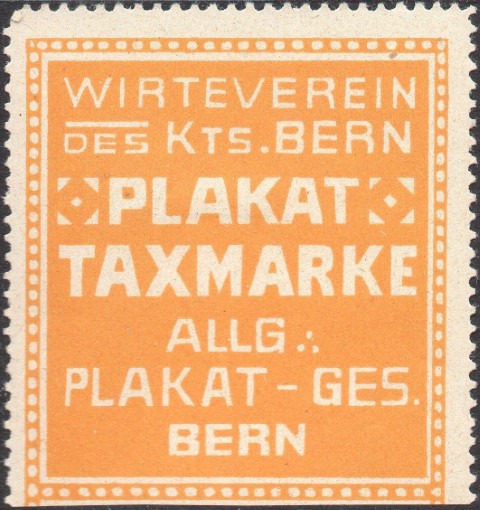 WIRTEVEREIN
DES KTS. BERN
PLAKAT
TAXMARKE
ALLG ∴
PLAKAT - GES.
BERN